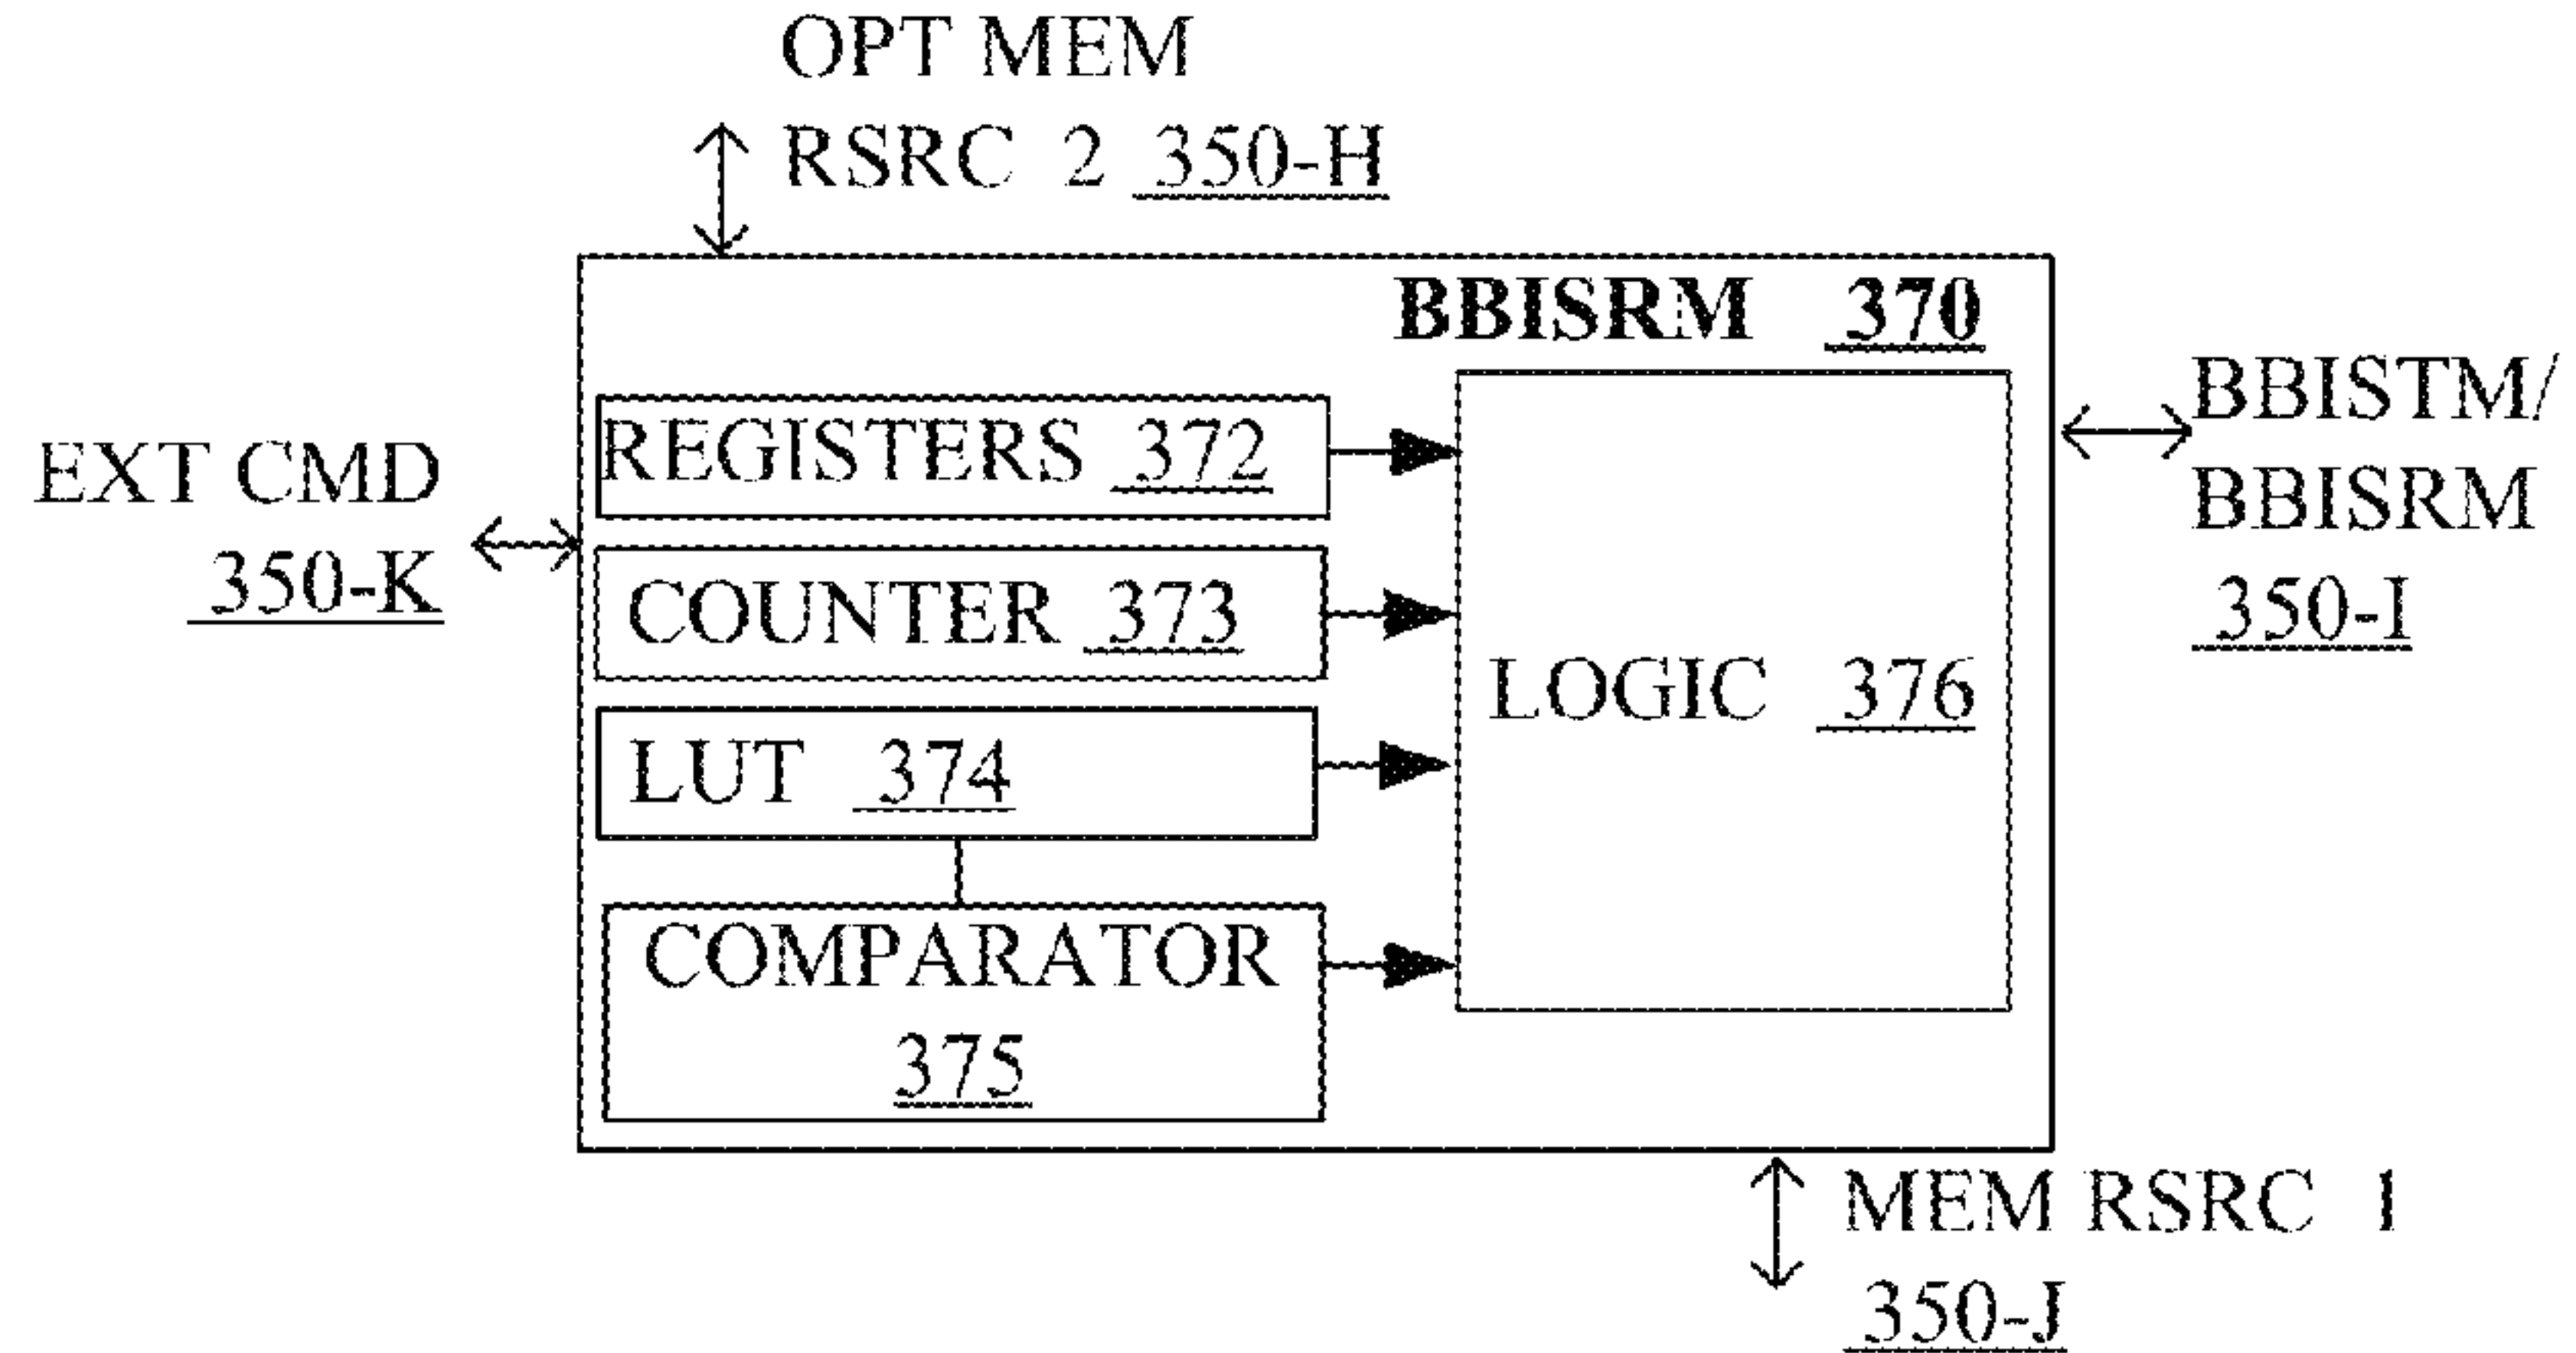 OPT MEM
RSRC 2 350-H
BBISRM 370
REGISTERS 372
COUNTER 373
LUT 374
COMPARATOR
375
LOGIC 376
EXT CMD
350-K
BBISTM/
BBISRM
350-I
MEM RSRC 1
350-J